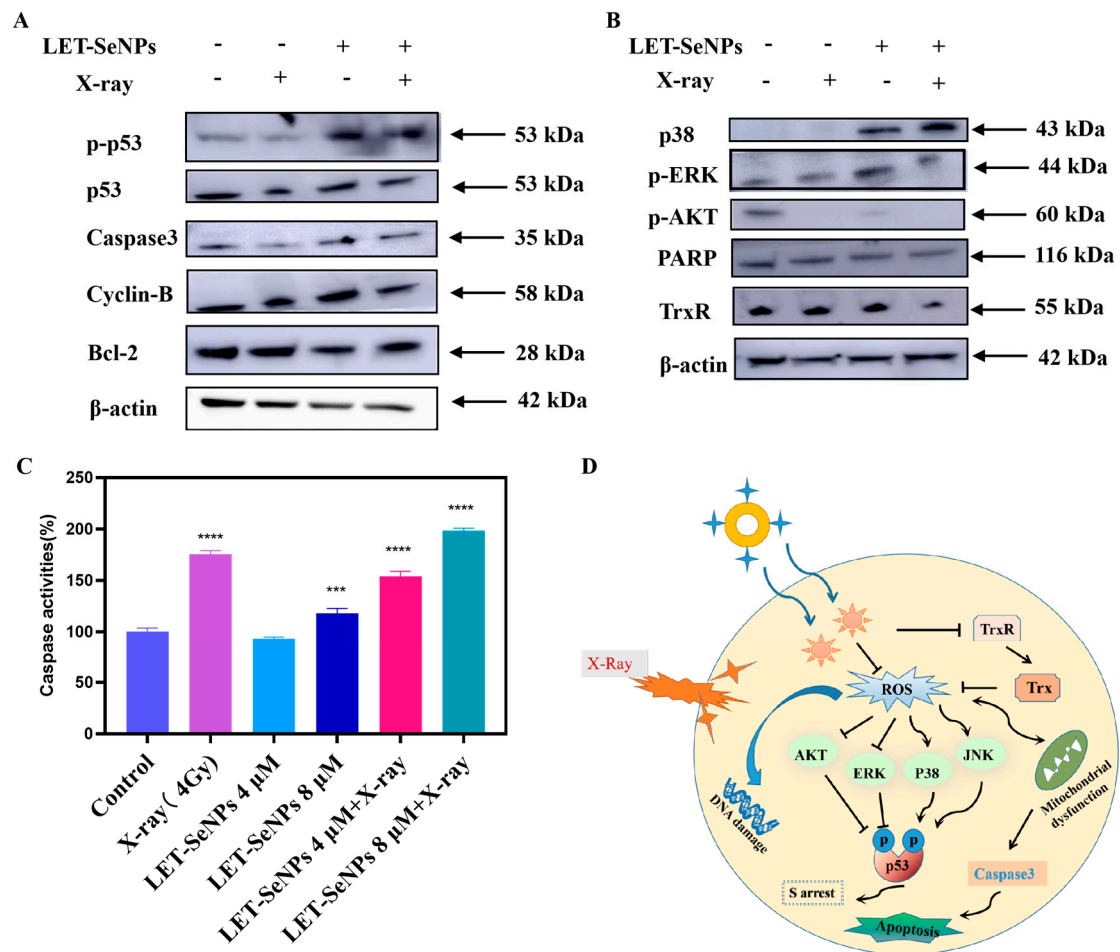 A
LET-SeNPs - - + +
X-ray - + - +
p-p53 53 kDa
p53 53 kDa
Caspase3 35 kDa
Cyclin-B 58 kDa
Bcl-2 28 kDa
β-actin 42 kDa
B
LET-SeNPs - - + +
X-ray - + - +
p38 43 kDa
p-ERK 44 kDa
p-AKT 60 kDa
PARP 116 kDa
TrxR 55 kDa
β-actin 42 kDa
C
Caspase activities(%)
250
200
150
100
50
0
****
***
****
****
Control
X-ray( 4Gy)
LET-SeNPs 4 μM
LET-SeNPs 8 μM
LET-SeNPs 4 μM+X-ray
LET-SeNPs 8 μM+X-ray
D
X-Ray
TrxR
Trx
ROS
AKT
ERK
P38
JNK
Mitochondrial
dysfunction
DNA damage
p p
p53
S arrest
Caspase3
Apoptosis